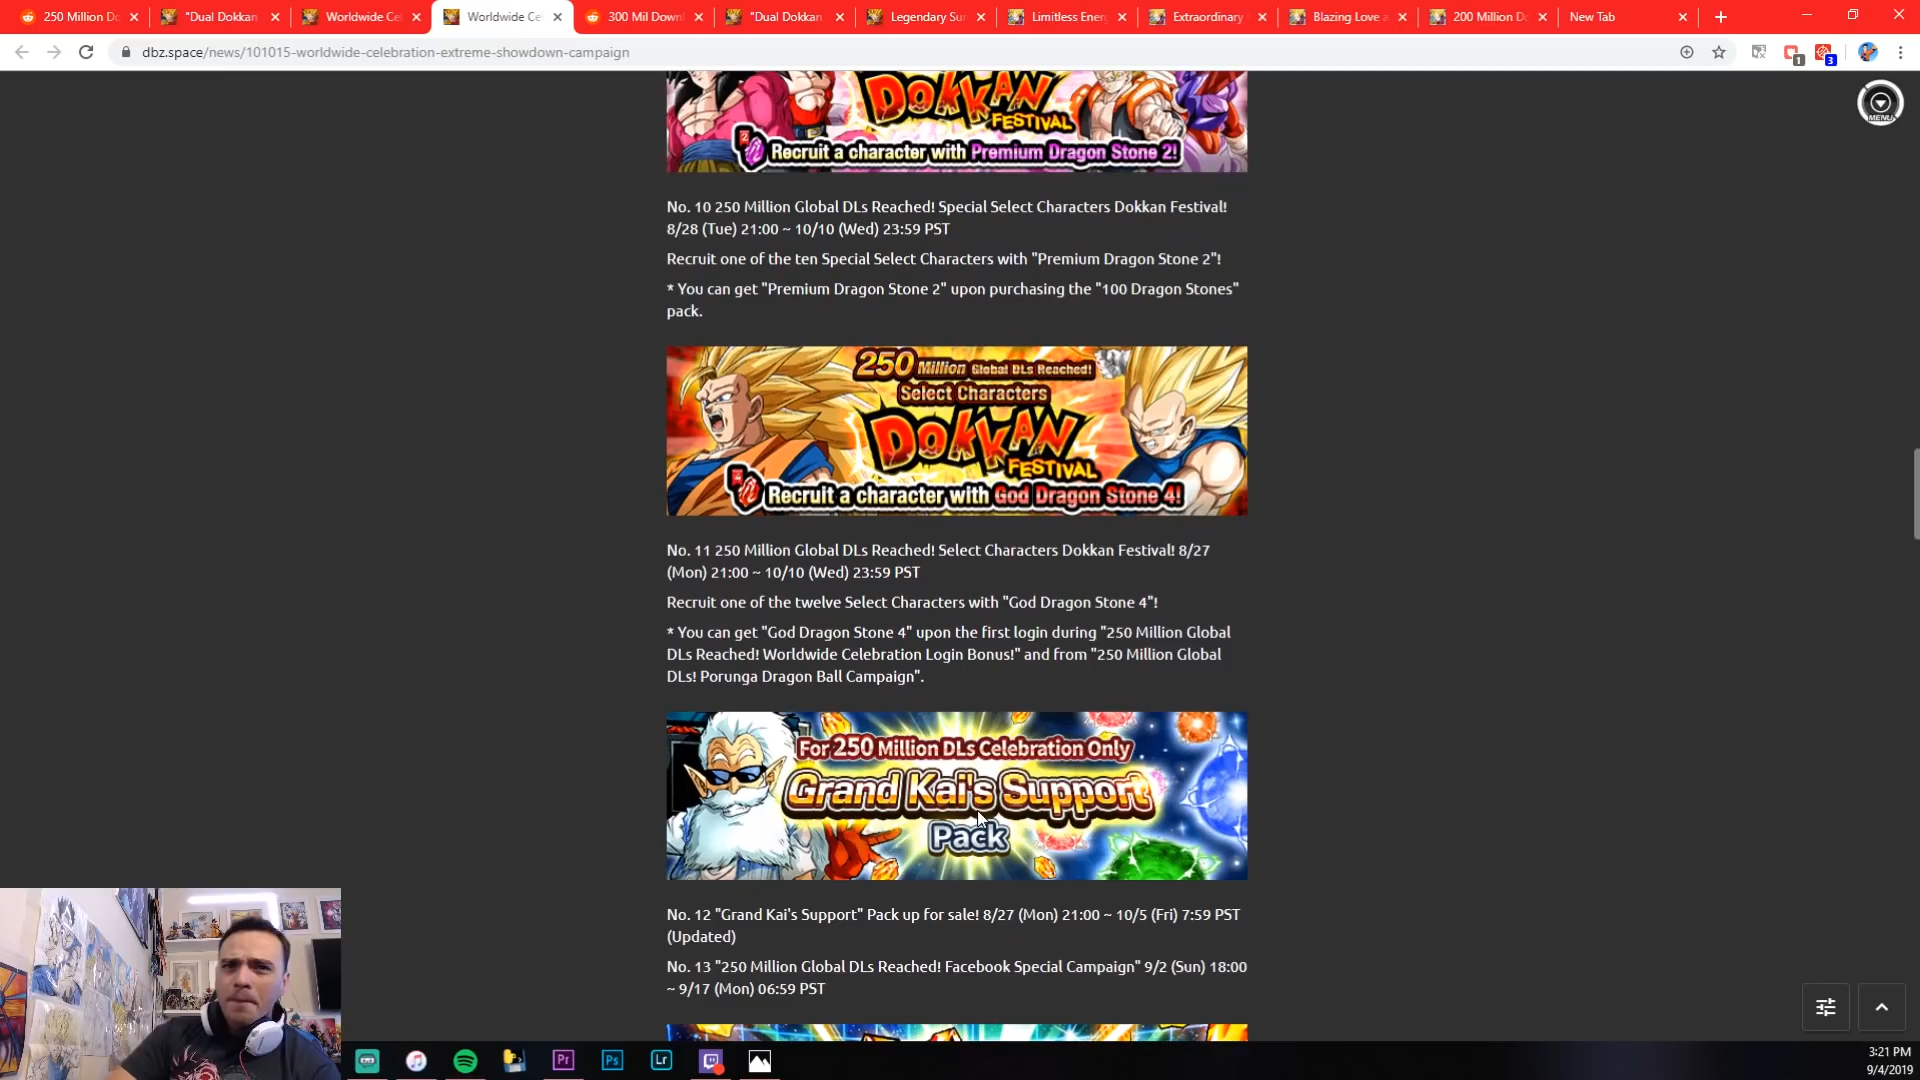 250 Million Do
"Dual Dokkan
Worldwide Ce
Worldwide Ce
300 Mil Down
"Dual Dokkan
Legendary Su
Limitless Ener
Extraordinary
Blazing Love a
200 Million Do
New Tab
dbz.space/news/101015-worldwide-celebration-extreme-showdown-campaign
1
3
MENU
DOKKAN
FESTIVAL
2
Recruit a character with Premium Dragon Stone 2!
No. 10 250 Million Global DLs Reached! Special Select Characters Dokkan Festival!
8/28 (Tue) 21:00 ~ 10/10 (Wed) 23:59 PST
Recruit one of the ten Special Select Characters with "Premium Dragon Stone 2"!
* You can get "Premium Dragon Stone 2" upon purchasing the "100 Dragon Stones"
pack.
250 Million Global DLs Reached!
Select Characters
DOKKAN
FESTIVAL
4
Recruit a character with God Dragon Stone 4!
No. 11 250 Million Global DLs Reached! Select Characters Dokkan Festival! 8/27
(Mon) 21:00 ~ 10/10 (Wed) 23:59 PST
Recruit one of the twelve Select Characters with "God Dragon Stone 4"!
* You can get "God Dragon Stone 4" upon the first login during "250 Million Global
DLs Reached! Worldwide Celebration Login Bonus!" and from "250 Million Global
DLs! Porunga Dragon Ball Campaign".
For 250 Million DLs Celebration Only
Grand Kai's Support
Pack
No. 12 "Grand Kai's Support" Pack up for sale! 8/27 (Mon) 21:00 ~ 10/5 (Fri) 7:59 PST
(Updated)
No. 13 "250 Million Global DLs Reached! Facebook Special Campaign" 9/2 (Sun) 18:00
~ 9/17 (Mon) 06:59 PST
Pr
Ps
Lr
3:21 PM
9/4/2019